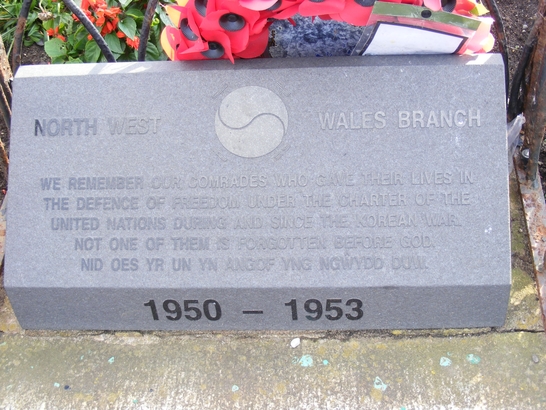 NORTH WEST WALES BRANCH
WE REMEMBER OUR COMRADES WHO GAVE THEIR LIVES IN
THE DEFENCE OF FREEDOM UNDER THE CHARTER OF THE
UNITED NATIONS DURING AND SINCE THE KOREAN WAR.
NOT ONE OF THEM IS FORGOTTEN BEFORE GOD.
NID OES YR UN YN ANGOF YNG NGWYDD DUW.
1950 – 1953